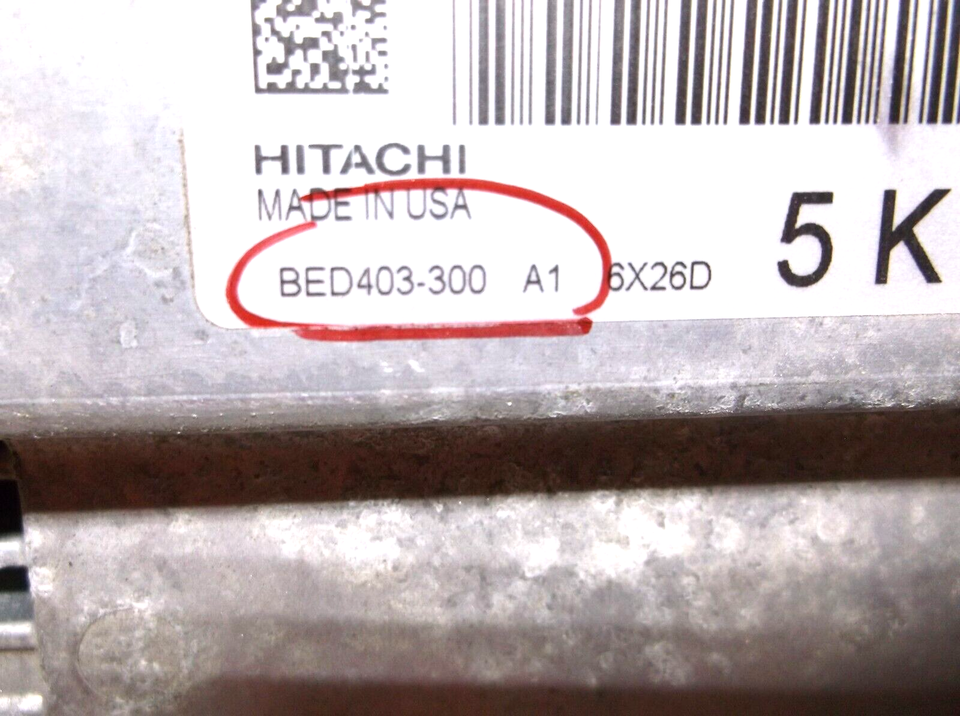 HITACHI
MADE IN USA
BED403-300 A1 6X26D
5 K